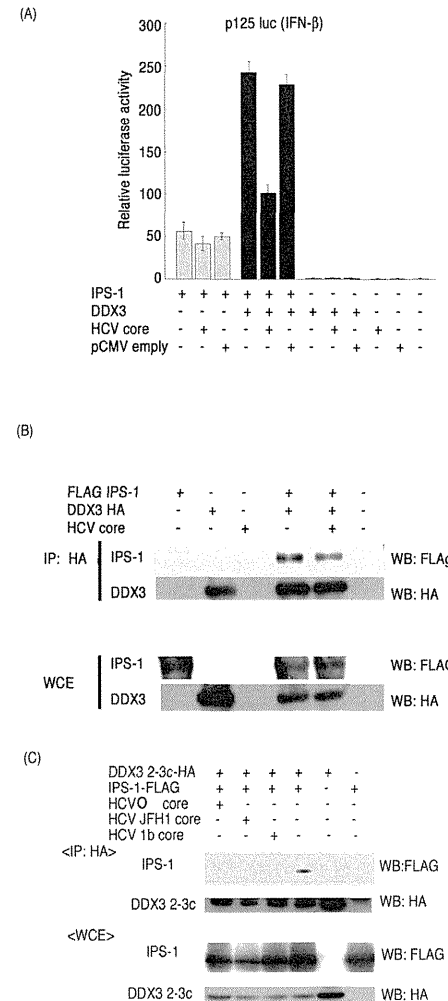 (A)
p125 luc (IFN-β)
Relative luciferase activity
300
250
200
150
100
50
0
IPS-1 + + + + + + - - - - - -
DDX3 - - - + + + + + + - - -
HCV core - + - - + - - + - + - -
pCMV emply - - + - - + - - + - + -
(B)
FLAG IPS-1 + - - + + -
DDX3 HA - + - + + -
HCV core - - + - + -
IP: HA IPS-1 WB: FLAg
DDX3 WB: HA
WCE IPS-1 WB: FLAG
DDX3 WB: HA
(C)
DDX3 2-3c-HA + + + + + -
IPS-1-FLAG + + + + - +
HCVO core + - - - - -
HCV JFH1 core - + - - - -
HCV 1b core - - + - - -
<IP: HA>
IPS-1 WB:FLAG
DDX3 2-3c WB: HA
<WCE>
IPS-1 WB: FLAG
DDX3 2-3c WB: HA